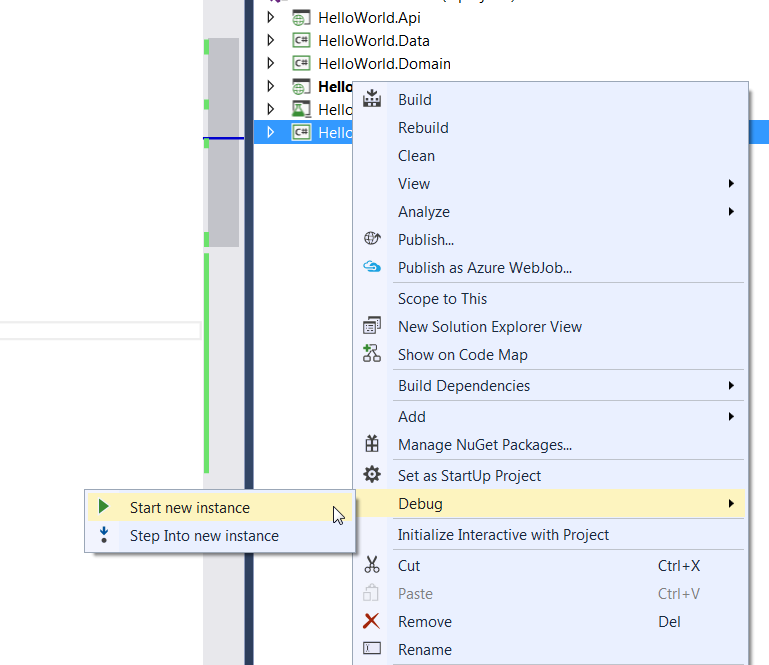 HelloWorld.Api
C# HelloWorld.Data
C# HelloWorld.Domain
Hello
Hello
C# Hello
Build
Rebuild
Clean
View
Analyze
Publish...
Publish as Azure WebJob...
Scope to This
New Solution Explorer View
Show on Code Map
Build Dependencies
Add
Manage NuGet Packages...
Set as StartUp Project
Debug
Start new instance
Step Into new instance
Initialize Interactive with Project
Cut Ctrl+X
Paste Ctrl+V
Remove Del
Rename